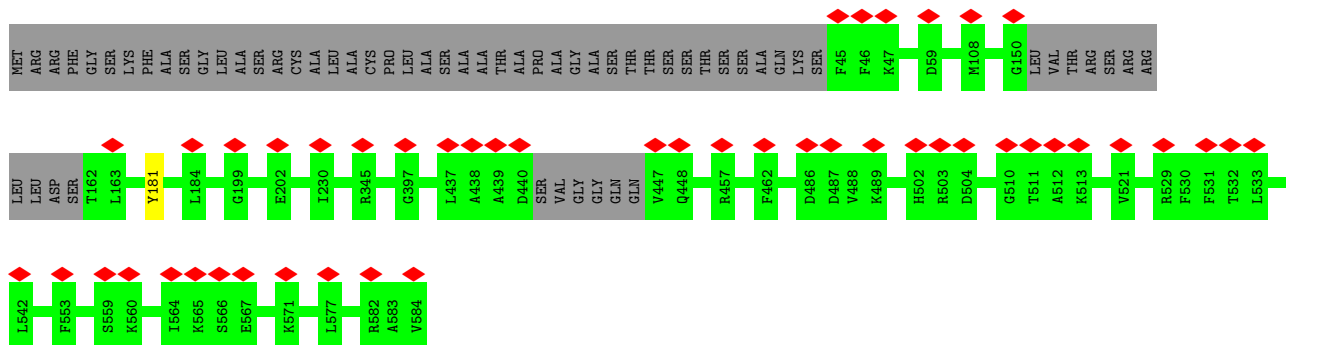 MET ARG ARG PHE GLY SER LYS PHE ALA SER GLY LEU ALA SER ARG CYS ALA LEU ALA CYS PRO LEU ALA SER ALA ALA THR ALA PRO ALA GLY ALA SER THR THR SER SER THR SER SER ALA GLN LYS SER F45 F46 K47 D59 M108 G150 LEU VAL THR ARG SER ARG ARG
LEU LEU ASP SER T162 L163 Y181 L184 G199 E202 I230 R345 G397 L437 A438 A439 D440 SER VAL GLY GLY GLN GLN V447 Q448 R457 F462 D486 D487 V488 K489 H502 R503 D504 G510 T511 A512 K513 V521 R529 F530 F531 T532 L533
L542 F553 S559 K560 I564 K565 S566 E567 K571 L577 R582 A583 V584